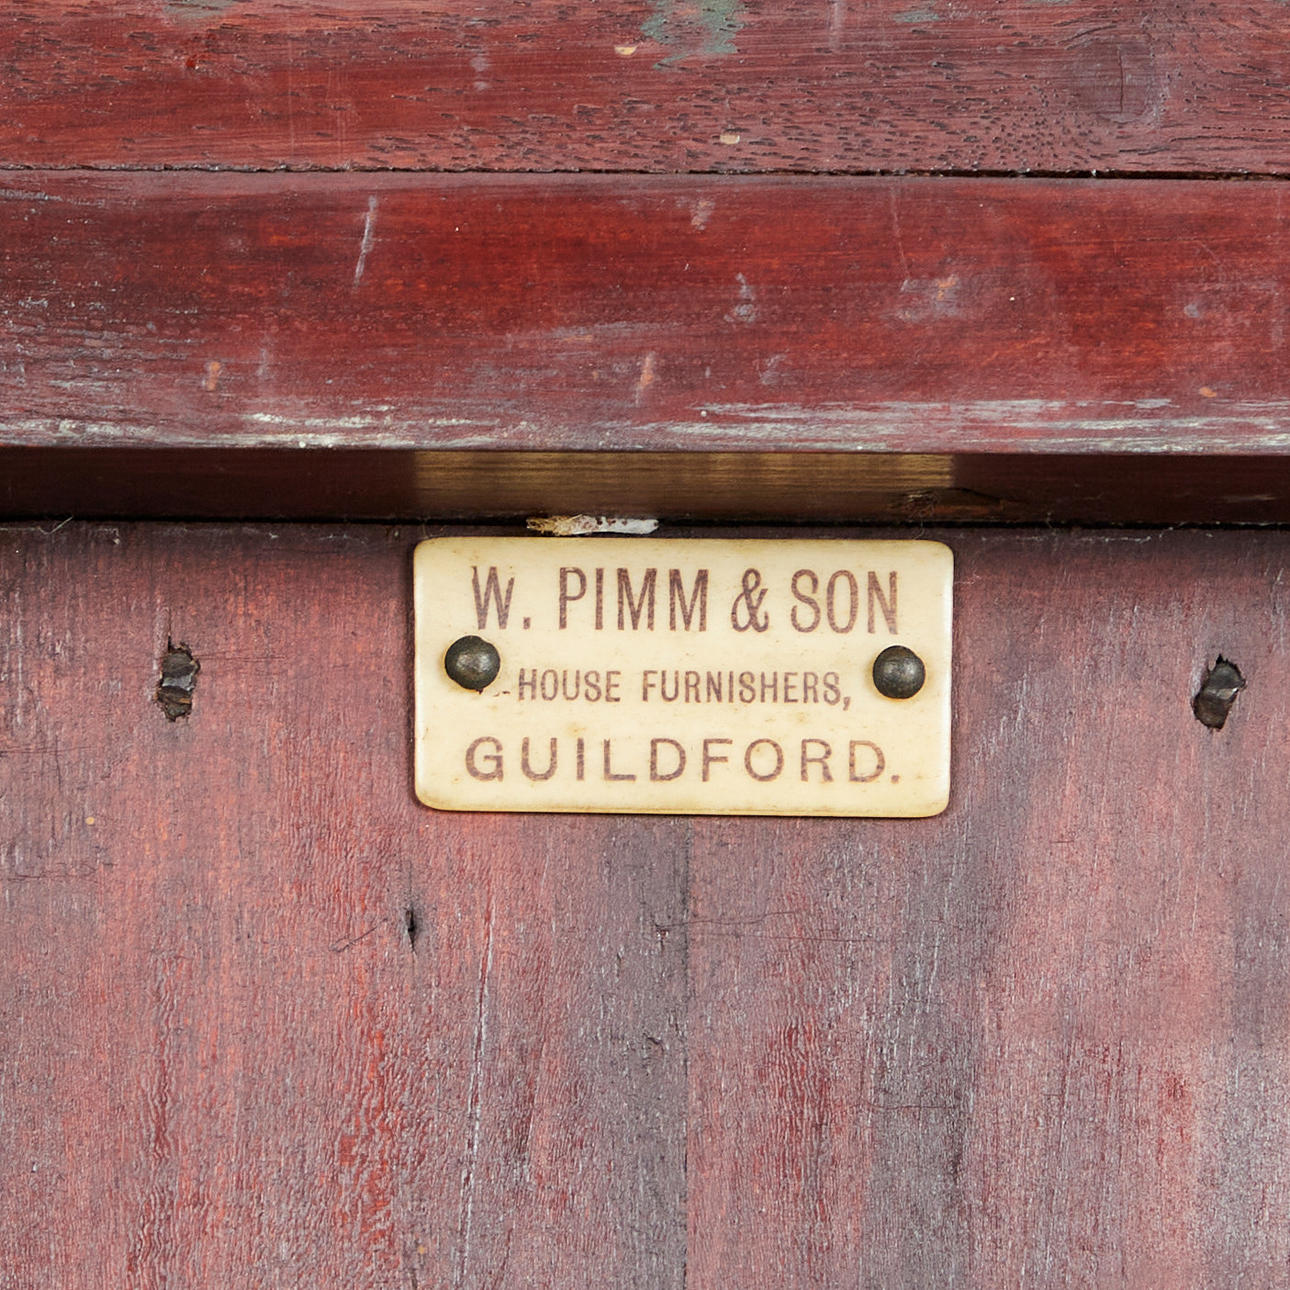 W. PIMM & SON
HOUSE FURNISHERS,
GUILDFORD.